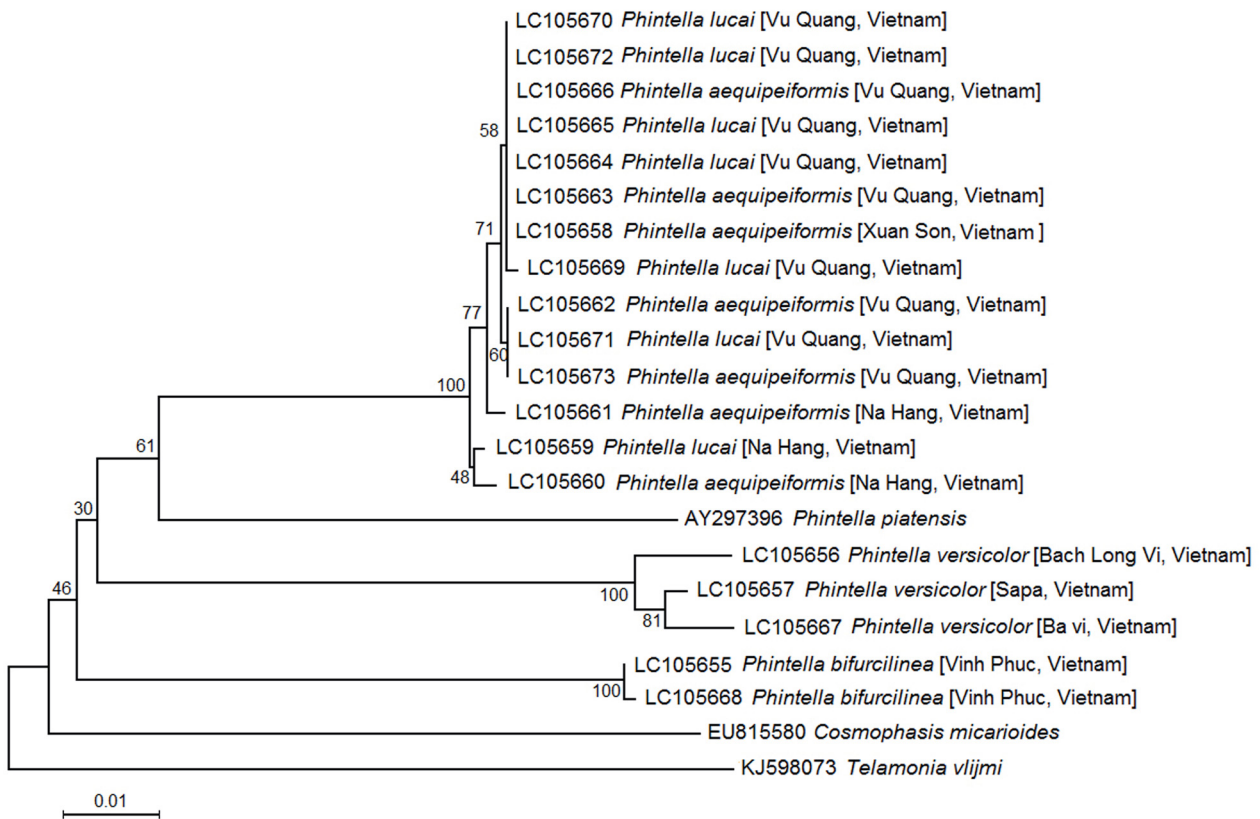 LC105670 Phintella lucai [Vu Quang, Vietnam]
LC105672 Phintella lucai [Vu Quang, Vietnam]
LC105666 Phintella aequipeiformis [Vu Quang, Vietnam]
58 LC105665 Phintella lucai [Vu Quang, Vietnam]
LC105664 Phintella lucai [Vu Quang, Vietnam]
LC105663 Phintella aequipeiformis [Vu Quang, Vietnam]
71 LC105658 Phintella aequipeiformis [Xuan Son, Vietnam ]
LC105669 Phintella lucai [Vu Quang, Vietnam]
77 LC105662 Phintella aequipeiformis [Vu Quang, Vietnam]
LC105671 Phintella lucai [Vu Quang, Vietnam]
60
100 LC105673 Phintella aequipeiformis [Vu Quang, Vietnam]
LC105661 Phintella aequipeiformis [Na Hang, Vietnam]
61 LC105659 Phintella lucai [Na Hang, Vietnam]
48 LC105660 Phintella aequipeiformis [Na Hang, Vietnam]
30 AY297396 Phintella piatensis
LC105656 Phintella versicolor [Bach Long Vi, Vietnam]
46 100 LC105657 Phintella versicolor [Sapa, Vietnam]
81 LC105667 Phintella versicolor [Ba vi, Vietnam]
LC105655 Phintella bifurcilinea [Vinh Phuc, Vietnam]
100 LC105668 Phintella bifurcilinea [Vinh Phuc, Vietnam]
EU815580 Cosmophasis micarioides
KJ598073 Telamonia vlijmi
0.01